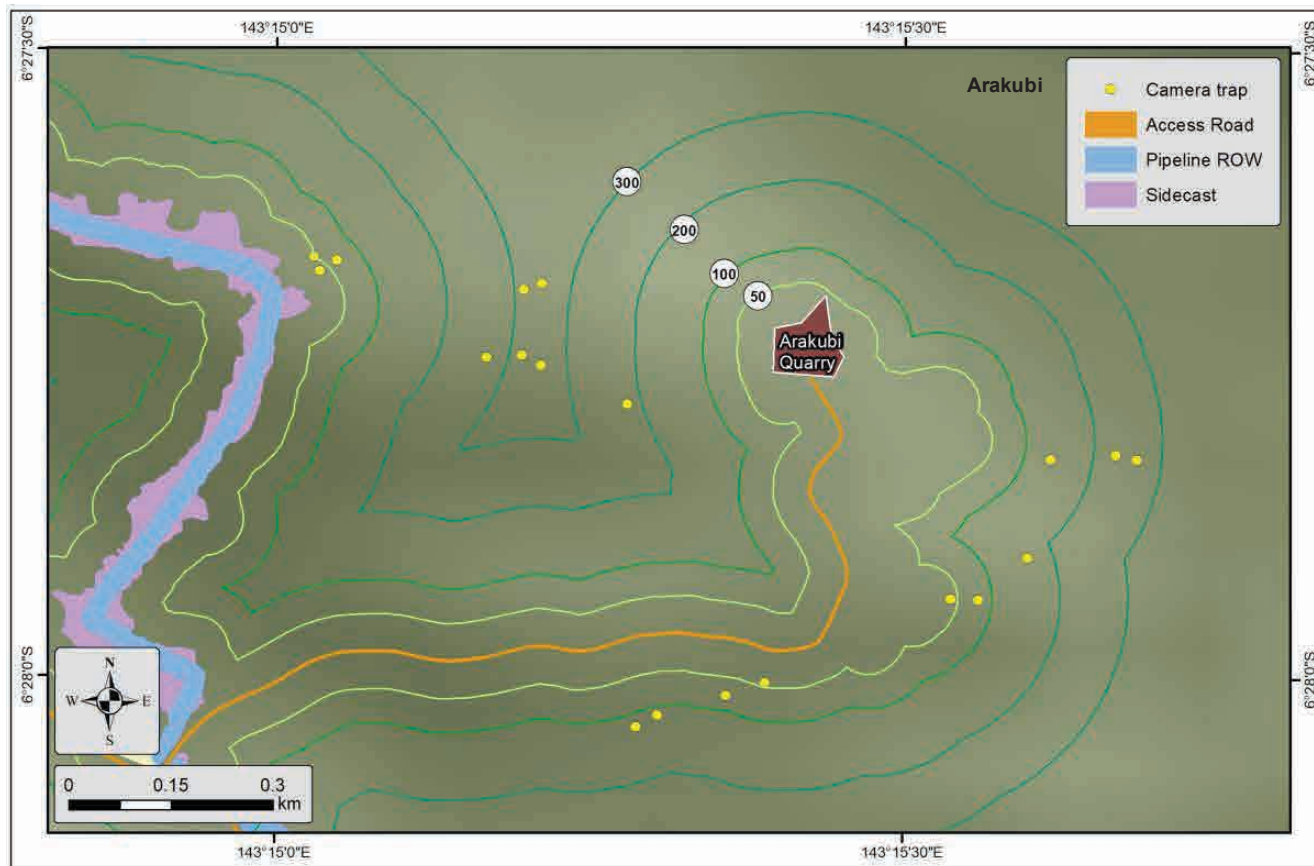 143°15'0"E
143°15'30"E
6°27'30"S
6°27'30"S
Arakubi
Camera trap
Access Road
Pipeline ROW
Sidecast
300
200
100
50
Arakubi
Quarry
N
W
E
S
6°28'0"S
6°28'0"S
0
0.15
0.3
km
143°15'0"E
143°15'30"E